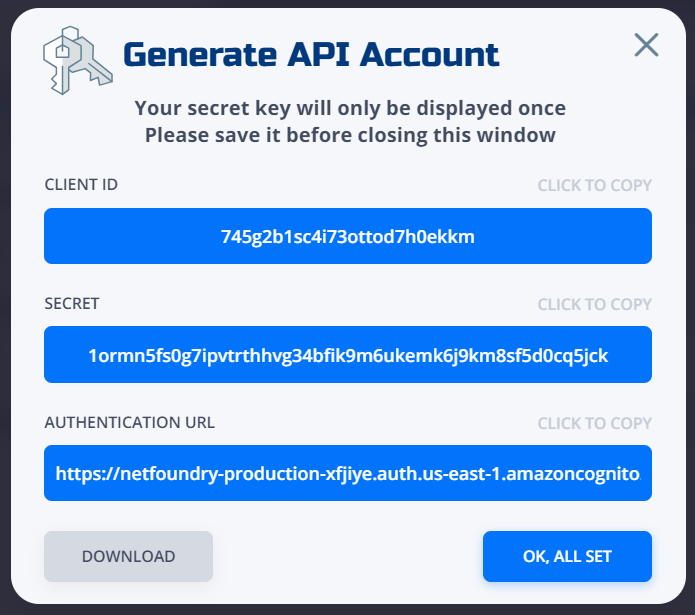 Generate API Account
Your secret key will only be displayed once
Please save it before closing this window
CLIENT ID
CLICK TO COPY
745g2b1sc4i73ottod7h0ekkm
SECRET
CLICK TO COPY
1ormn5fs0g7ipvtrthhvg34bfik9m6ukemk6j9km8sf5d0cq5jck
AUTHENTICATION URL
CLICK TO COPY
https://netfoundry-production-xfjiye.auth.us-east-1.amazoncognito.
DOWNLOAD
OK, ALL SET